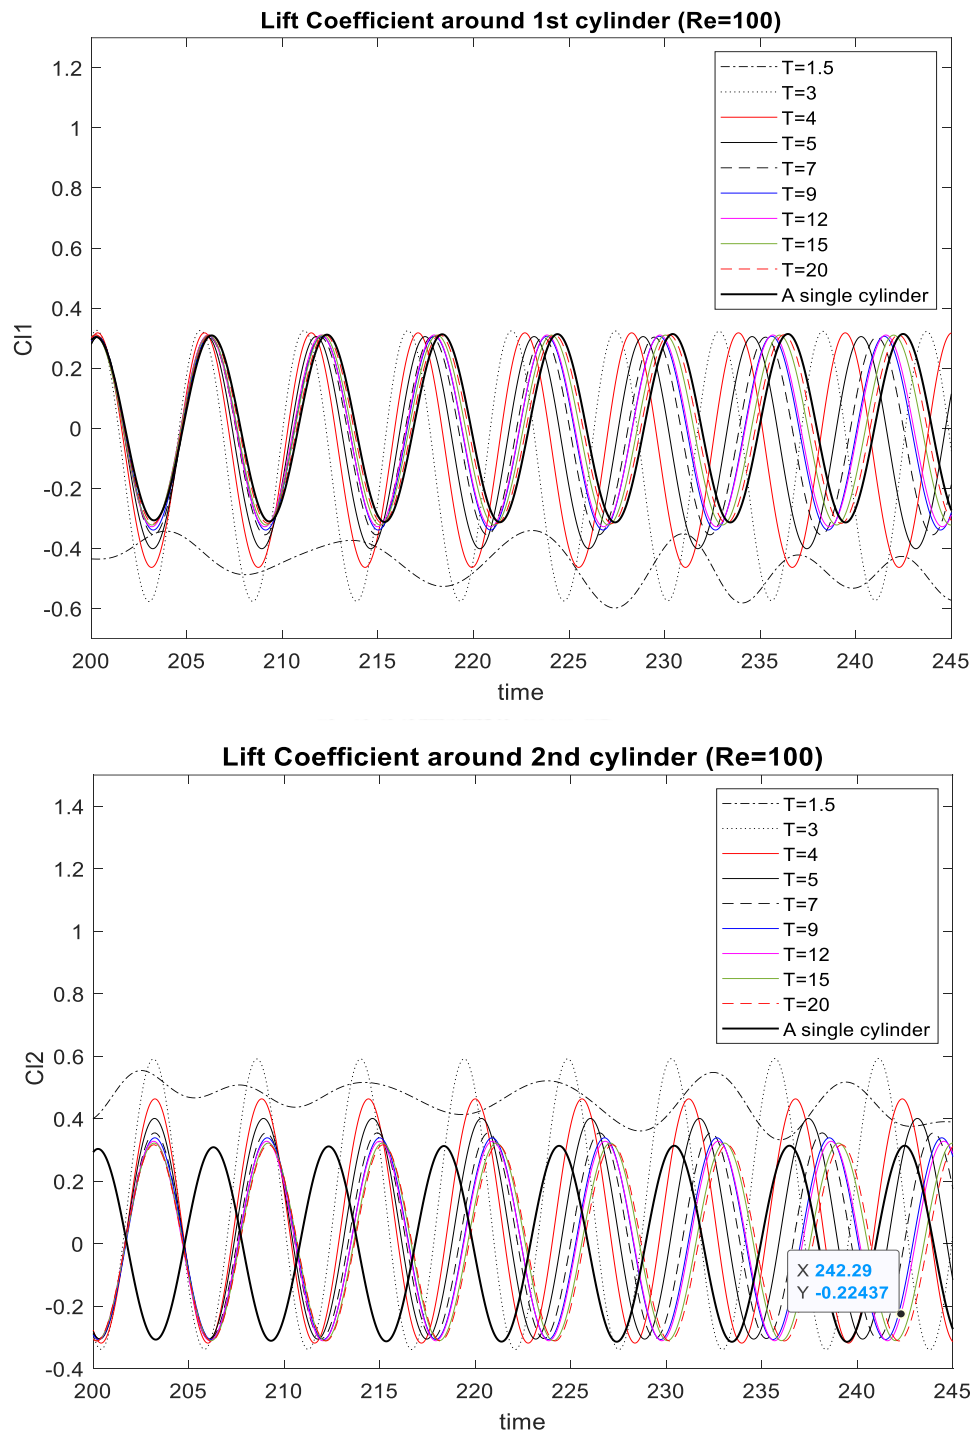 Lift Coefficient around 1st cylinder (Re=100)
1.2
1
0.8
0.6
0.4
0.2
0
-0.2
-0.4
-0.6
Cl1
T=1.5
T=3
T=4
T=5
T=7
T=9
T=12
T=15
T=20
A single cylinder
200 205 210 215 220 225 230 235 240 245
time
Lift Coefficient around 2nd cylinder (Re=100)
1.4
1.2
1
0.8
0.6
0.4
0.2
0
-0.2
-0.4
Cl2
T=1.5
T=3
T=4
T=5
T=7
T=9
T=12
T=15
T=20
A single cylinder
X 242.29
Y -0.22437
200 205 210 215 220 225 230 235 240 245
time